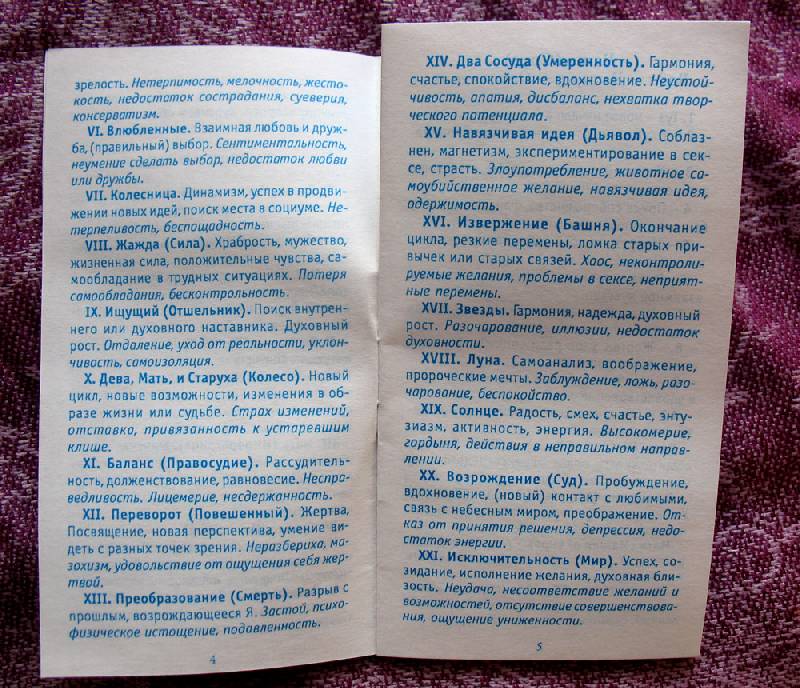 зрелость. Нетерпимость, мелочность, жесто-
кость, недостаток сострадания, суеверия,
консерватизм.
VI. Влюбленные. Взаимная любовь и друж-
ба, (правильный) выбор. Сентиментальность,
неумение сделать выбор, недостаток любви
или дружбы.
VII. Колесница. Динамизм, успех в продви-
жении новых идей, поиск места в социуме. Не-
терпеливость, беспощадность.
VIII. Жажда (Сила). Храбрость, мужество,
жизненная сила, положительные чувства, са-
мообладание в трудных ситуациях. Потеря
самообладания, бесконтрольность.
IX. Ищущий (Отшельник). Поиск внутрен-
него или духовного наставника. Духовный
рост. Отдаление, уход от реальности, уклон-
чивость, самоизоляция.
X. Дева, Мать, и Старуха (Колесо). Новый
цикл, новые возможности, изменения в об-
разе жизни или судьбе. Страх изменений,
отставка, привязанность к устаревшим
клише.
XI. Баланс (Правосудие). Рассудитель-
ность, долженствование, равновесие. Неспра-
ведливость. Лицемерие, несдержанность.
XII. Переворот (Повешенный). Жертва,
Посвящение, новая перспектива, умение ви-
деть с разных точек зрения. Неразбериха, ма-
зохизм, удовольствие от ощущения себя жер-
твой.
XIII. Преобразование (Смерть). Разрыв с
прошлым, возрождающееся Я. Застой, психо-
физическое истощение, подавленность.
4
XIV. Два Сосуда (Умеренность). Гармония,
счастье, спокойствие, вдохновение. Неустой-
чивость, апатия, дисбаланс, нехватка твор-
ческого потенциала.
XV. Навязчивая идея (Дьявол). Соблаз-
нен, магнетизм, экспериментирование в сек-
се, страсть. Злоупотребление, животное са-
моубийственное желание, навязчивая идея,
одержимость.
XVI. Извержение (Башня). Окончание
цикла, резкие перемены, ломка старых при-
вычек или старых связей. Хаос, неконтроли-
руемые желания, проблемы в сексе, неприят-
ные перемены.
XVII. Звезды. Гармония, надежда, духовный
рост. Разочарование, иллюзии, недостаток
духовности.
XVIII. Луна. Самоанализ, воображение,
пророческие мечты. Заблуждение, ложь, разо-
чарование, беспокойство.
XIX. Солнце. Радость, смех, счастье, энту-
зиазм, активность, энергия. Высокомерие,
гордыня, действия в неправильном направ-
лении.
XX. Возрождение (Суд). Пробуждение,
вдохновение, (новый) контакт с любимыми,
связь с небесным миром, преображение. От-
каз от принятия решения, депрессия, недо-
статок энергии.
XXI. Исключительность (Мир). Успех, со-
зидание, исполнение желания, духовная бли-
зость. Неудача, несоответствие желаний и
возможностей, отсутствие совершенствова-
ния, ощущение униженности.
5